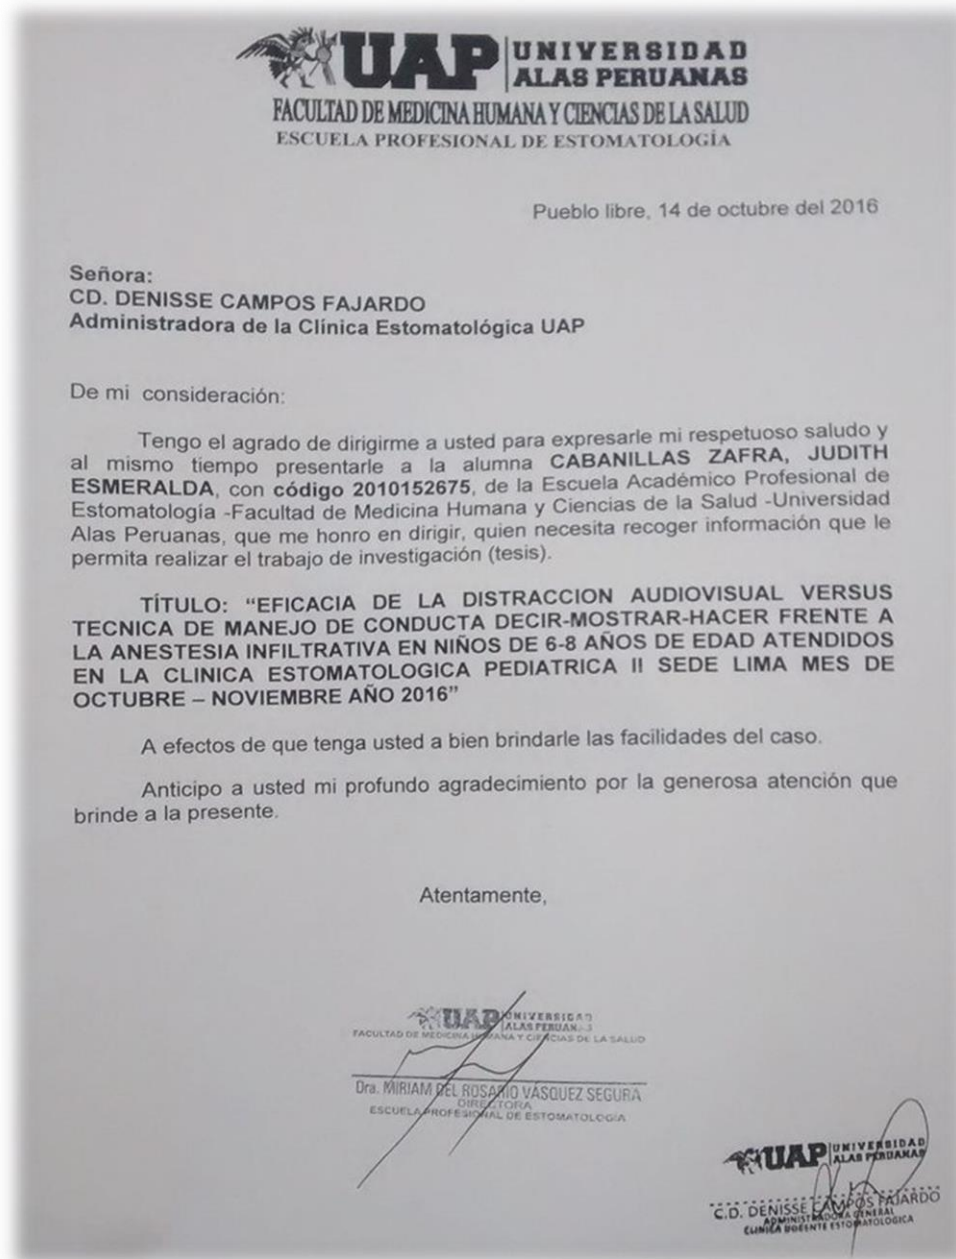 UAP UNIVERSIDAD
ALAS PERUANAS
FACULTAD DE MEDICINA HUMANA Y CIENCIAS DE LA SALUD
ESCUELA PROFESIONAL DE ESTOMATOLOGÍA
Pueblo libre, 14 de octubre del 2016
Señora:
CD. DENISSE CAMPOS FAJARDO
Administradora de la Clínica Estomatológica UAP
De mi consideración:
Tengo el agrado de dirigirme a usted para expresarle mi respetuoso saludo y
al mismo tiempo presentarle a la alumna CABANILLAS ZAFRA, JUDITH
ESMERALDA, con código 2010152675, de la Escuela Académico Profesional de
Estomatología -Facultad de Medicina Humana y Ciencias de la Salud -Universidad
Alas Peruanas, que me honro en dirigir, quien necesita recoger información que le
permita realizar el trabajo de investigación (tesis).
TÍTULO: “EFICACIA DE LA DISTRACCION AUDIOVISUAL VERSUS
TECNICA DE MANEJO DE CONDUCTA DECIR-MOSTRAR-HACER FRENTE A
LA ANESTESIA INFILTRATIVA EN NIÑOS DE 6-8 AÑOS DE EDAD ATENDIDOS
EN LA CLINICA ESTOMATOLOGICA PEDIATRICA II SEDE LIMA MES DE
OCTUBRE – NOVIEMBRE AÑO 2016”
A efectos de que tenga usted a bien brindarle las facilidades del caso.
Anticipo a usted mi profundo agradecimiento por la generosa atención que
brinde a la presente.
Atentamente,
UAP UNIVERSIDAD
ALAS PERUANAS
FACULTAD DE MEDICINA HUMANA Y CIENCIAS DE LA SALUD
Dra. MIRIAM DEL ROSARIO VÁSQUEZ SEGURA
DIRECTORA
ESCUELA PROFESIONAL DE ESTOMATOLOGÍA
UAP UNIVERSIDAD
ALAS PERUANAS
C.D. DENISSE CAMPOS FAJARDO
ADMINISTRADORA GENERAL
CLINICA DOCENTE ESTOMATOLOGICA